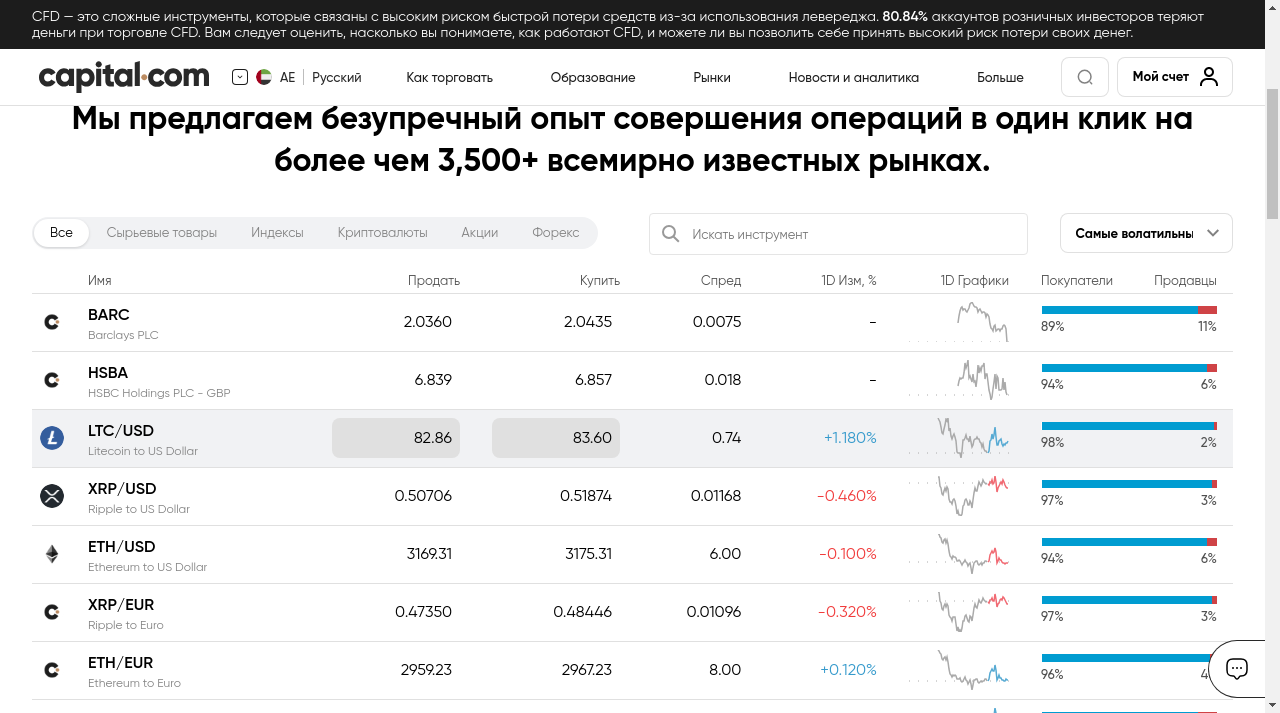 CFD — это сложные инструменты, которые связаны с высоким риском быстрой потери средств из-за использования левереджа. 80.84% аккаунтов розничных инвесторов теряют
деньги при торговле CFD. Вам следует оценить, насколько вы понимаете, как работают CFD, и можете ли вы позволить себе принять высокий риск потери своих денег.
capital.com AE Русский Как торговать Образование Рынки Новости и аналитика Больше Мой счет
Мы предлагаем безупречный опыт совершения операций в один клик на
более чем 3,500+ всемирно известных рынках.
Все Сырьевые товары Индексы Криптовалюты Акции Форекс Искать инструмент Самые волатильны
Имя Продать Купить Спред 1D Изм, % 1D Графики Покупатели Продавцы
BARC 2.0360 2.0435 0.0075 -
Barclays PLC 89% 11%
HSBA 6.839 6.857 0.018 -
HSBC Holdings PLC - GBP 94% 6%
LTC/USD 82.86 83.60 0.74 +1.180%
Litecoin to US Dollar 98% 2%
XRP/USD 0.50706 0.51874 0.01168 -0.460%
Ripple to US Dollar 97% 3%
ETH/USD 3169.31 3175.31 6.00 -0.100%
Ethereum to US Dollar 94% 6%
XRP/EUR 0.47350 0.48446 0.01096 -0.320%
Ripple to Euro 97% 3%
ETH/EUR 2959.23 2967.23 8.00 +0.120%
Ethereum to Euro 96% 4